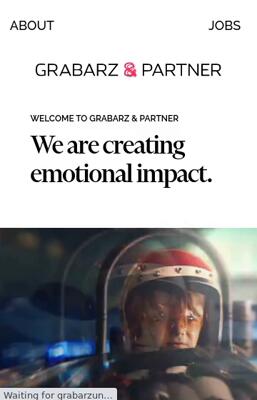 ABOUT
JOBS
GRABARZ & PARTNER
WELCOME TO GRABARZ & PARTNER
We are creating
emotional impact.
Waiting for grabarzun...